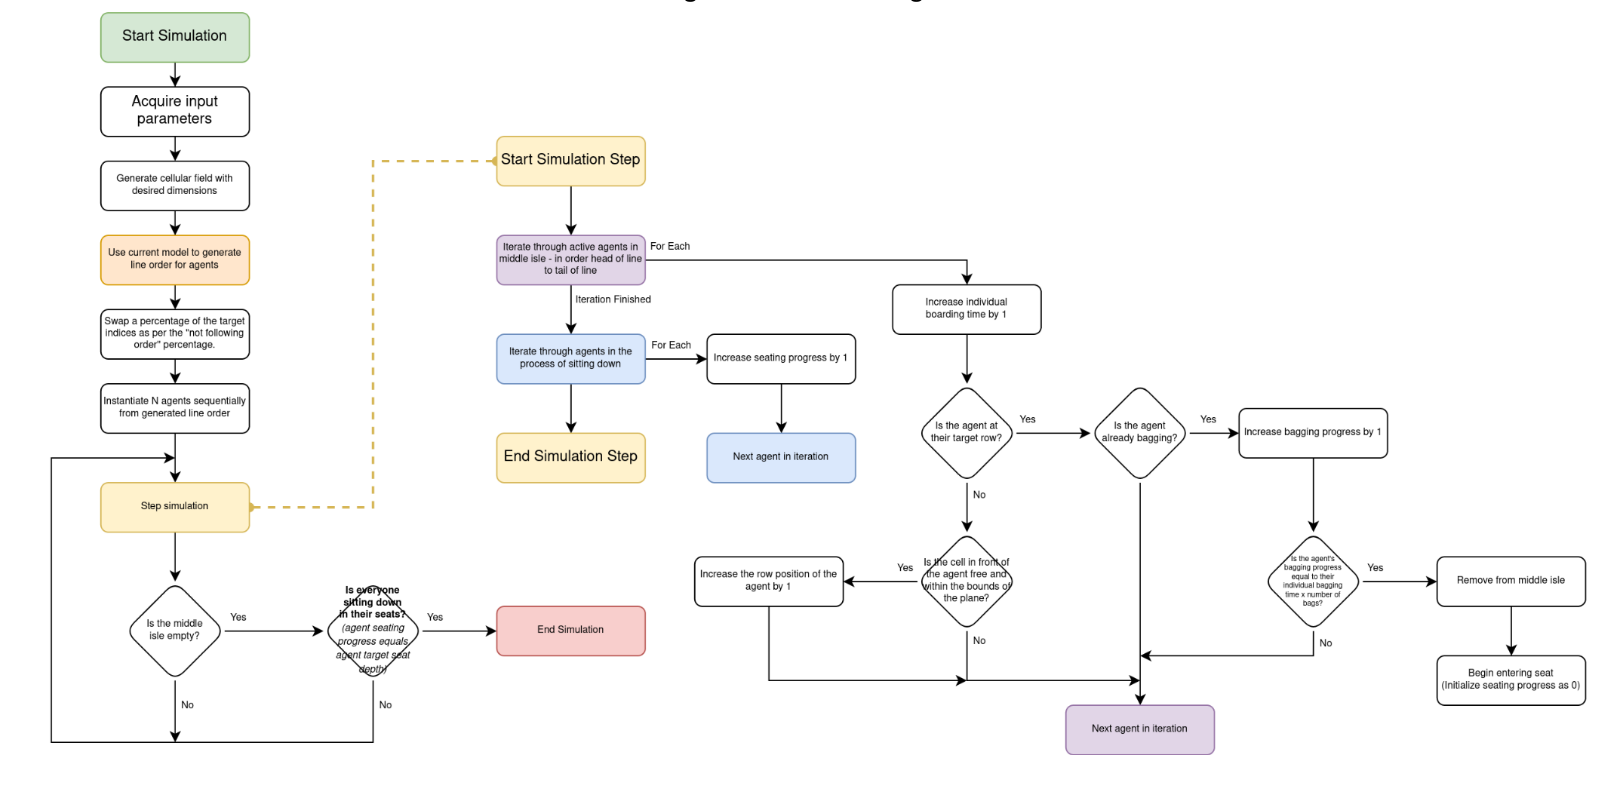 Start Simulation
Acquire input
parameters
Generate cellular field with
desired dimensions
Use current model to generate
line order for agents
Swap a percentage of the target
indices as per the "not following
order" percentage.
Instantiate N agents sequentially
from generated line order
Step simulation
Is the middle
isle empty?
Yes
No
Is everyone
sitting down
in their seats?
(agent seating
progress equals
agent target seat
depth)
Yes
No
End Simulation
Start Simulation Step
Iterate through active agents in
middle isle - in order head of line
to tail of line
For Each
Iteration Finished
Iterate through agents in the
process of sitting down
For Each
Increase seating progress by 1
Next agent in iteration
End Simulation Step
Increase individual
boarding time by 1
Is the agent at
their target row?
Yes
No
Is the agent
already bagging?
Yes
Increase bagging progress by 1
Is the cell in front of
the agent free and
within the bounds of
the plane?
Yes
No
Increase the row position of the
agent by 1
Is the agent's
bagging progress
equal to their
individual bagging
time x number of
bags?
Yes
No
Remove from middle isle
Begin entering seat
(Initialize seating progress as 0)
Next agent in iteration